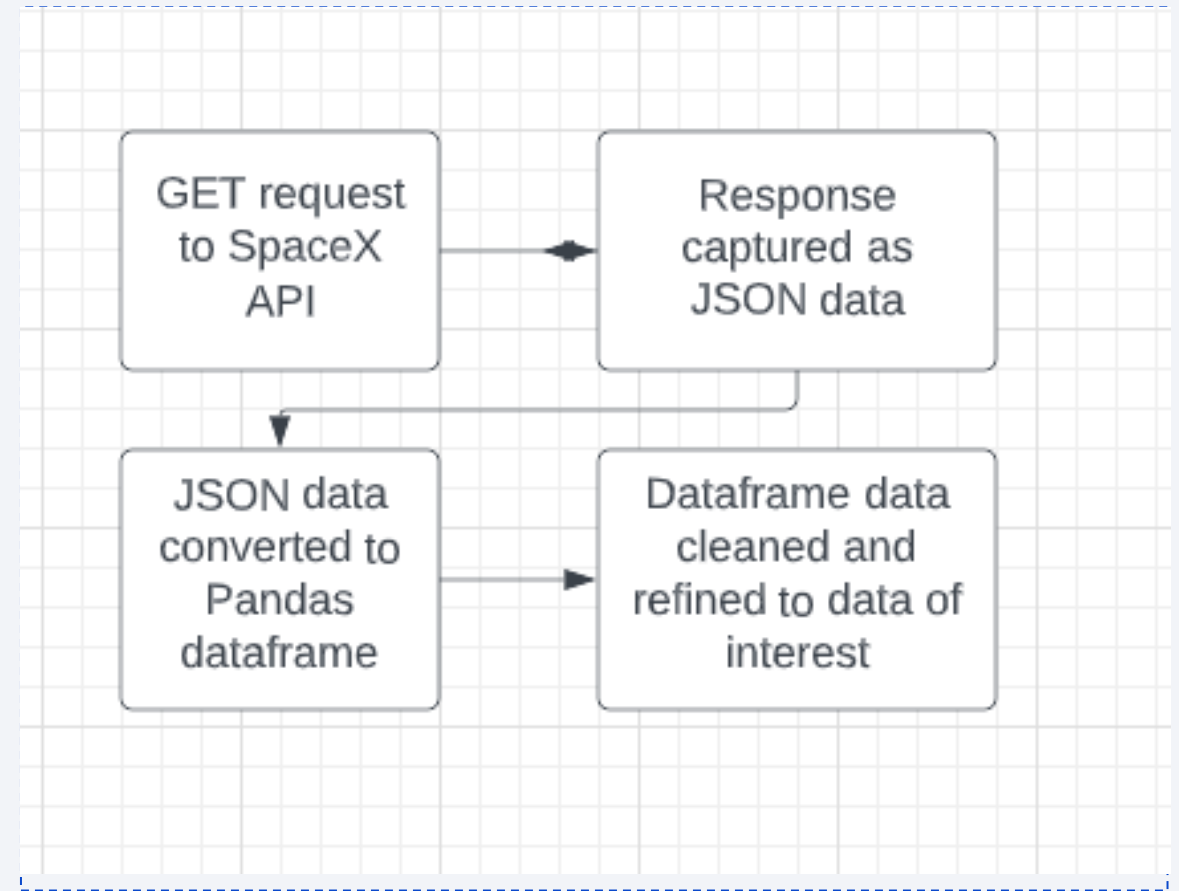 GET request
to SpaceX
API
Response
captured as
JSON data
JSON data
converted to
Pandas
dataframe
Dataframe data
cleaned and
refined to data of
interest